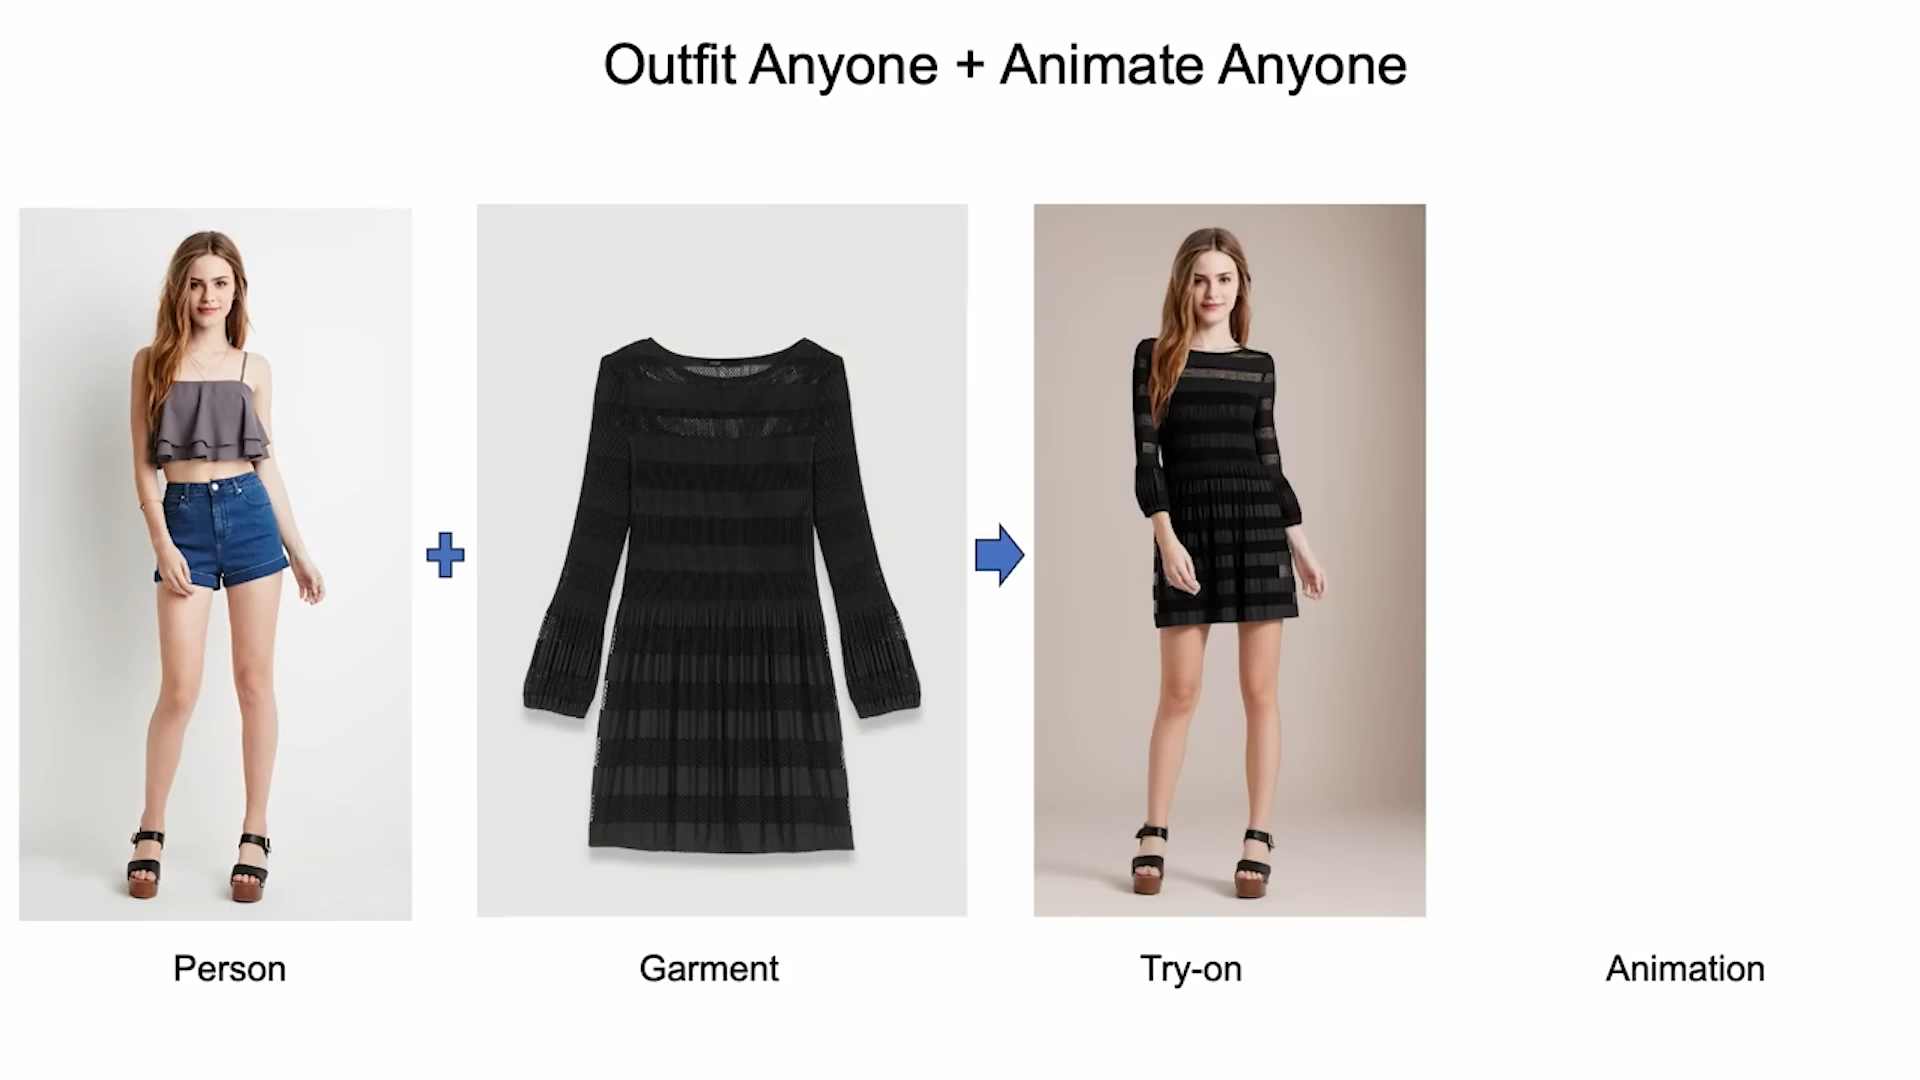 Outfit Anyone + Animate Anyone
Person
Garment
Try-on
Animation